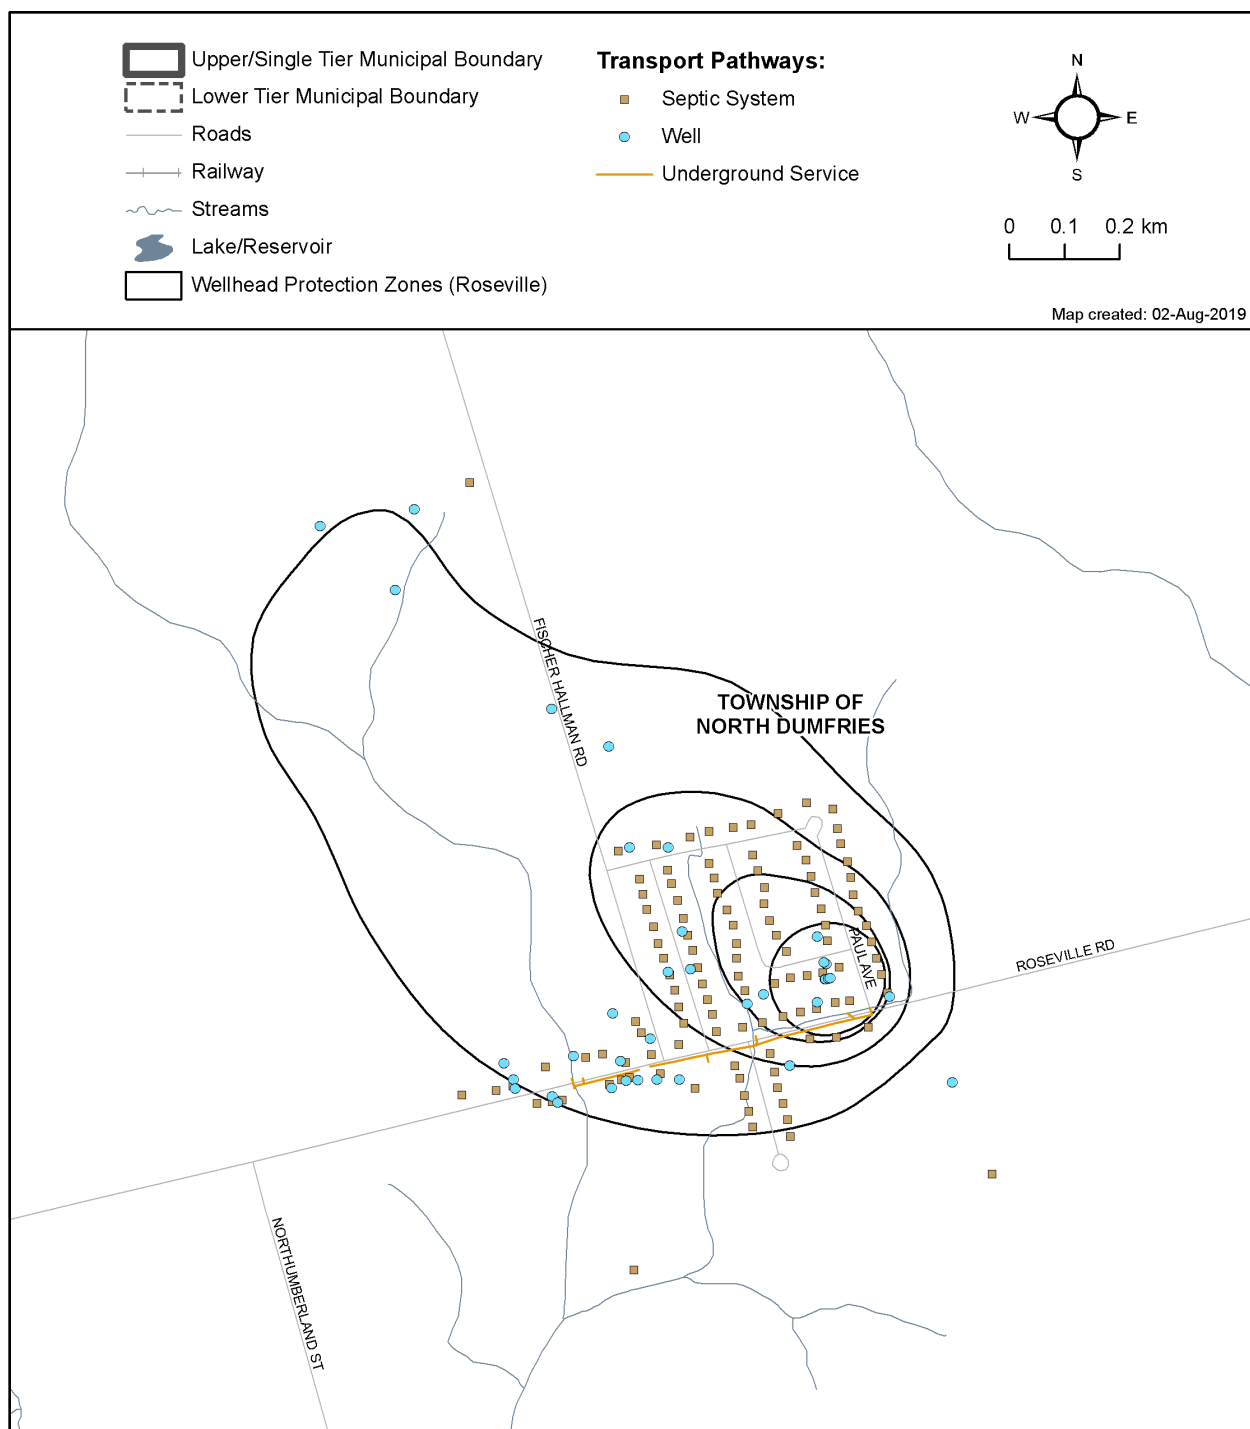 Upper/Single Tier Municipal Boundary
Lower Tier Municipal Boundary
Roads
Railway
Streams
Lake/Reservoir
Wellhead Protection Zones (Roseville)
Transport Pathways:
Septic System
Well
Underground Service
N
W E
S
0 0.1 0.2 km
Map created: 02-Aug-2019
FISCHER HALLMAN RD
TOWNSHIP OF
NORTH DUMFRIES
PAUL AVE
ROSEVILLE RD
NORTHUMBERLAND ST